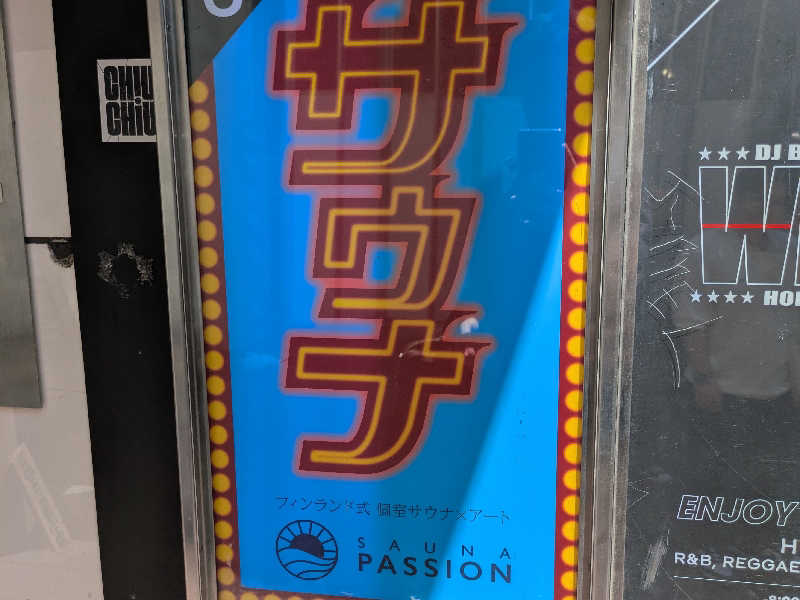 CHIU
CHiU
サウナ
フィンランド式 個室サウナ×アート
SAUNA
PASSION
DJ B
W
HO
ENJOY
H
R&B, REGGAE